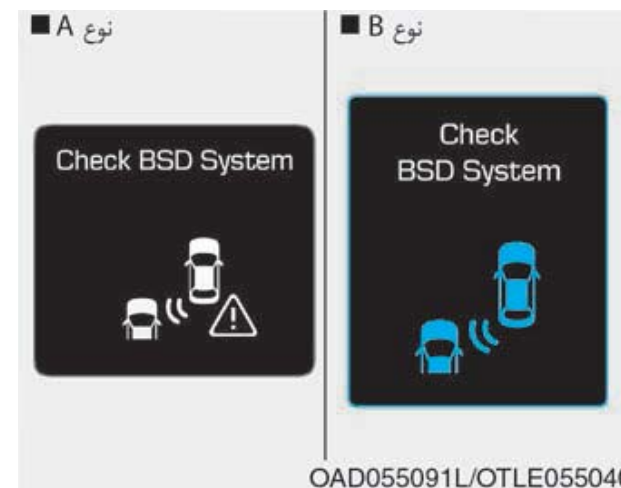 ■ A نوع
■ B نوع
Check BSD System
Check
BSD System
OAD055091L/OTLE05504